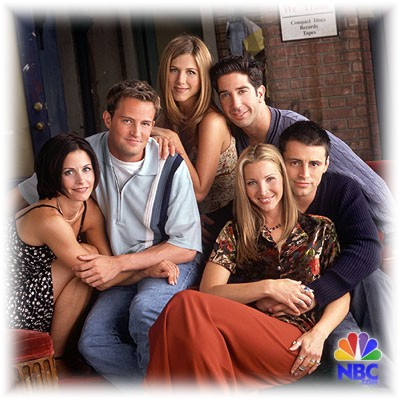 Compact Discs
Records
Tapes
NBC